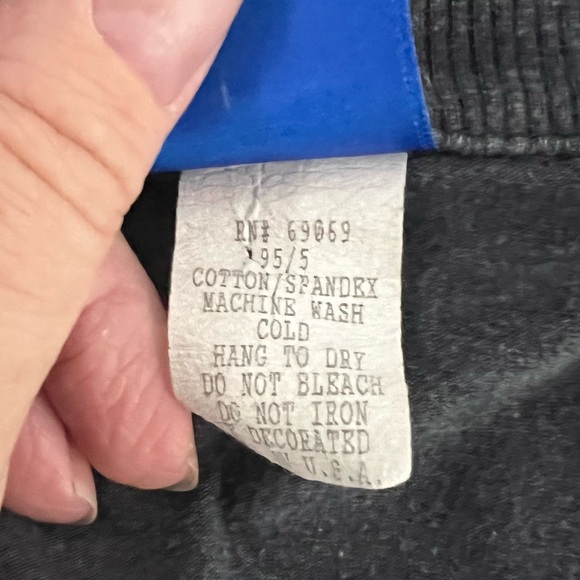 RN# 69069
95/5
COTTON/SPANDEX
MACHINE WASH
COLD
HANG TO DRY
DO NOT BLEACH
DO NOT IRON
DECORATED
U.S.A.